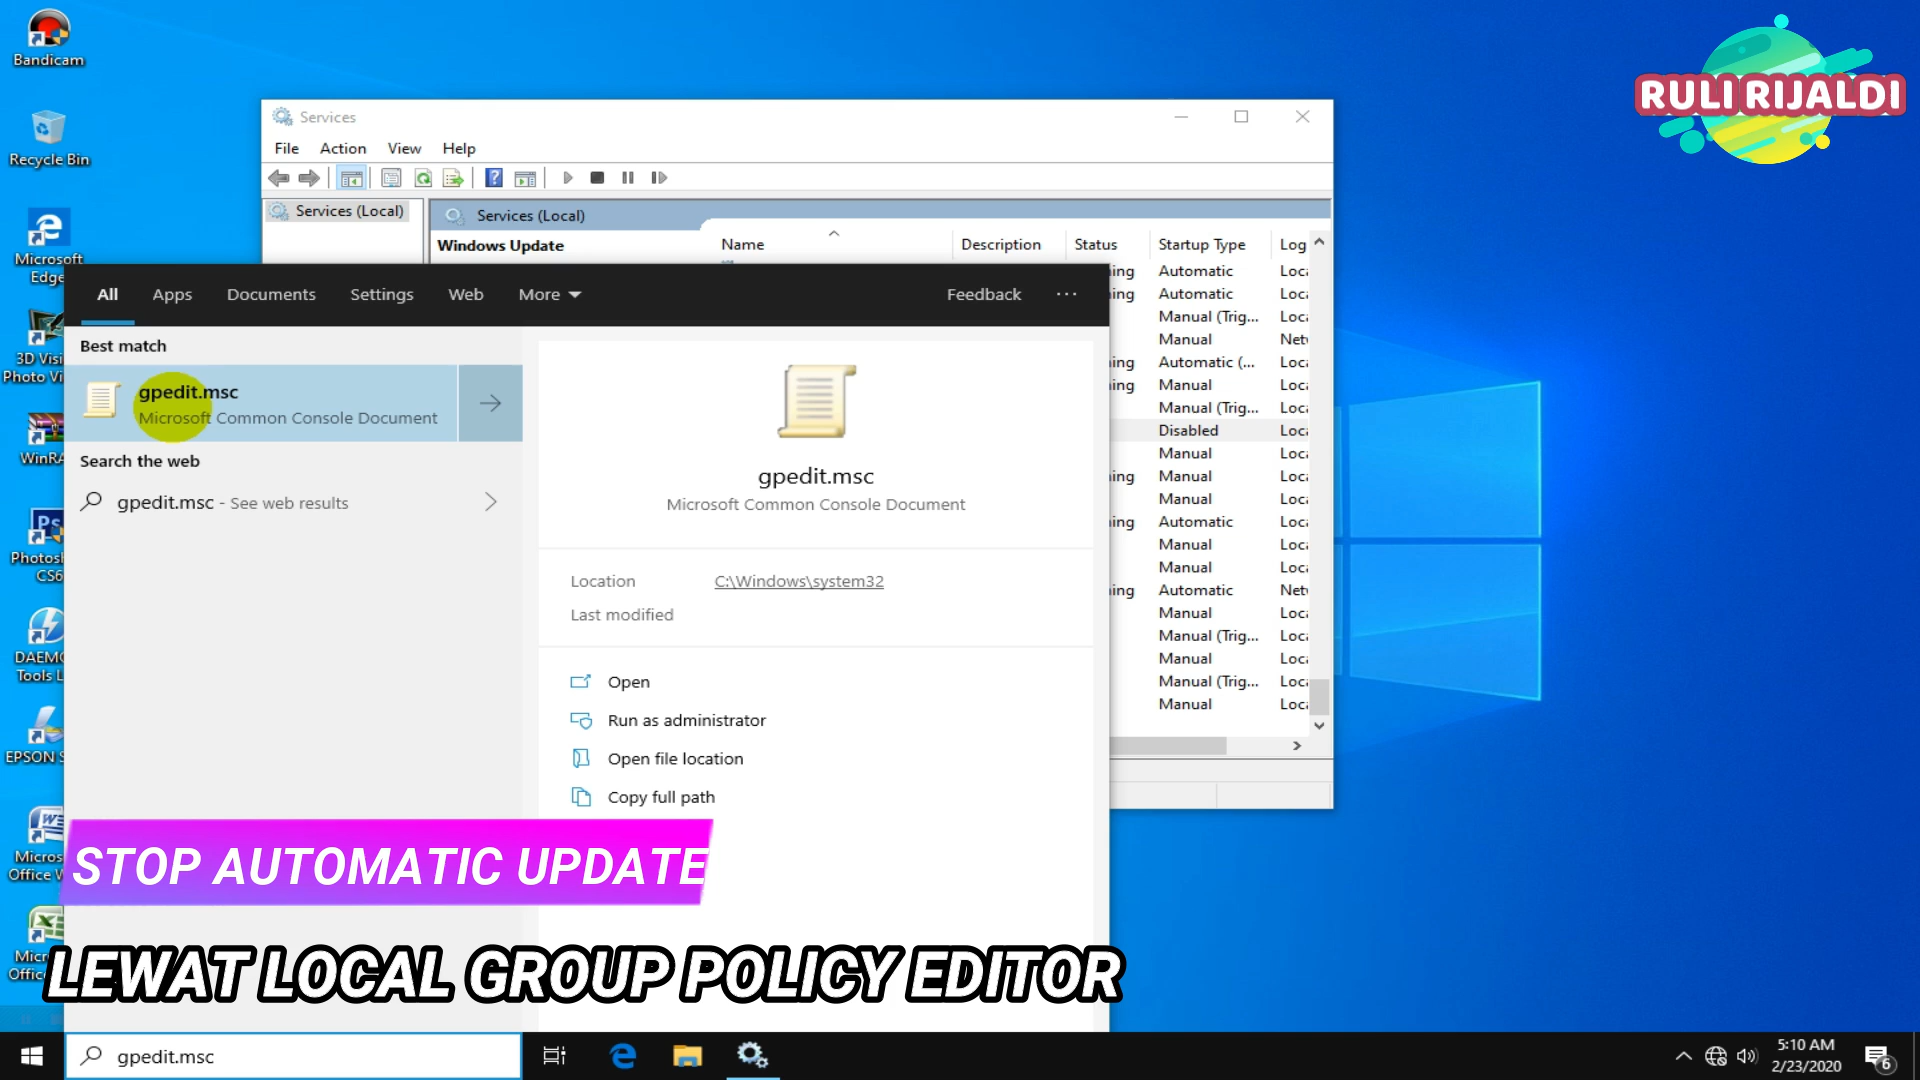 Bandicam
Recycle Bin
Microsoft
Edge
3D
Photo
EPSON
RULI RIJALDI
Services
File Action View Help
Services (Local)
Services (Local)
Windows Update
Name Description Status Startup Type Log
Automatic
Automatic
Manual (Trig...
Manual
Automatic (...
Manual
Manual (Trig...
Disabled
Manual
Manual
Manual
Automatic
Manual
Manual
Automatic
Manual
Manual (Trig...
Manual
Manual (Trig...
Manual
All Apps Documents Settings Web More Feedback ...
Best match
gpedit.msc
Microsoft Common Console Document
Search the web
gpedit.msc - See web results
gpedit.msc
Microsoft Common Console Document
Location C:\Windows\system32
Last modified
Open
Run as administrator
Open file location
Copy full path
STOP AUTOMATIC UPDATE
LEWAT LOCAL GROUP POLICY EDITOR
gpedit.msc
5:10 AM
2/23/2020
6